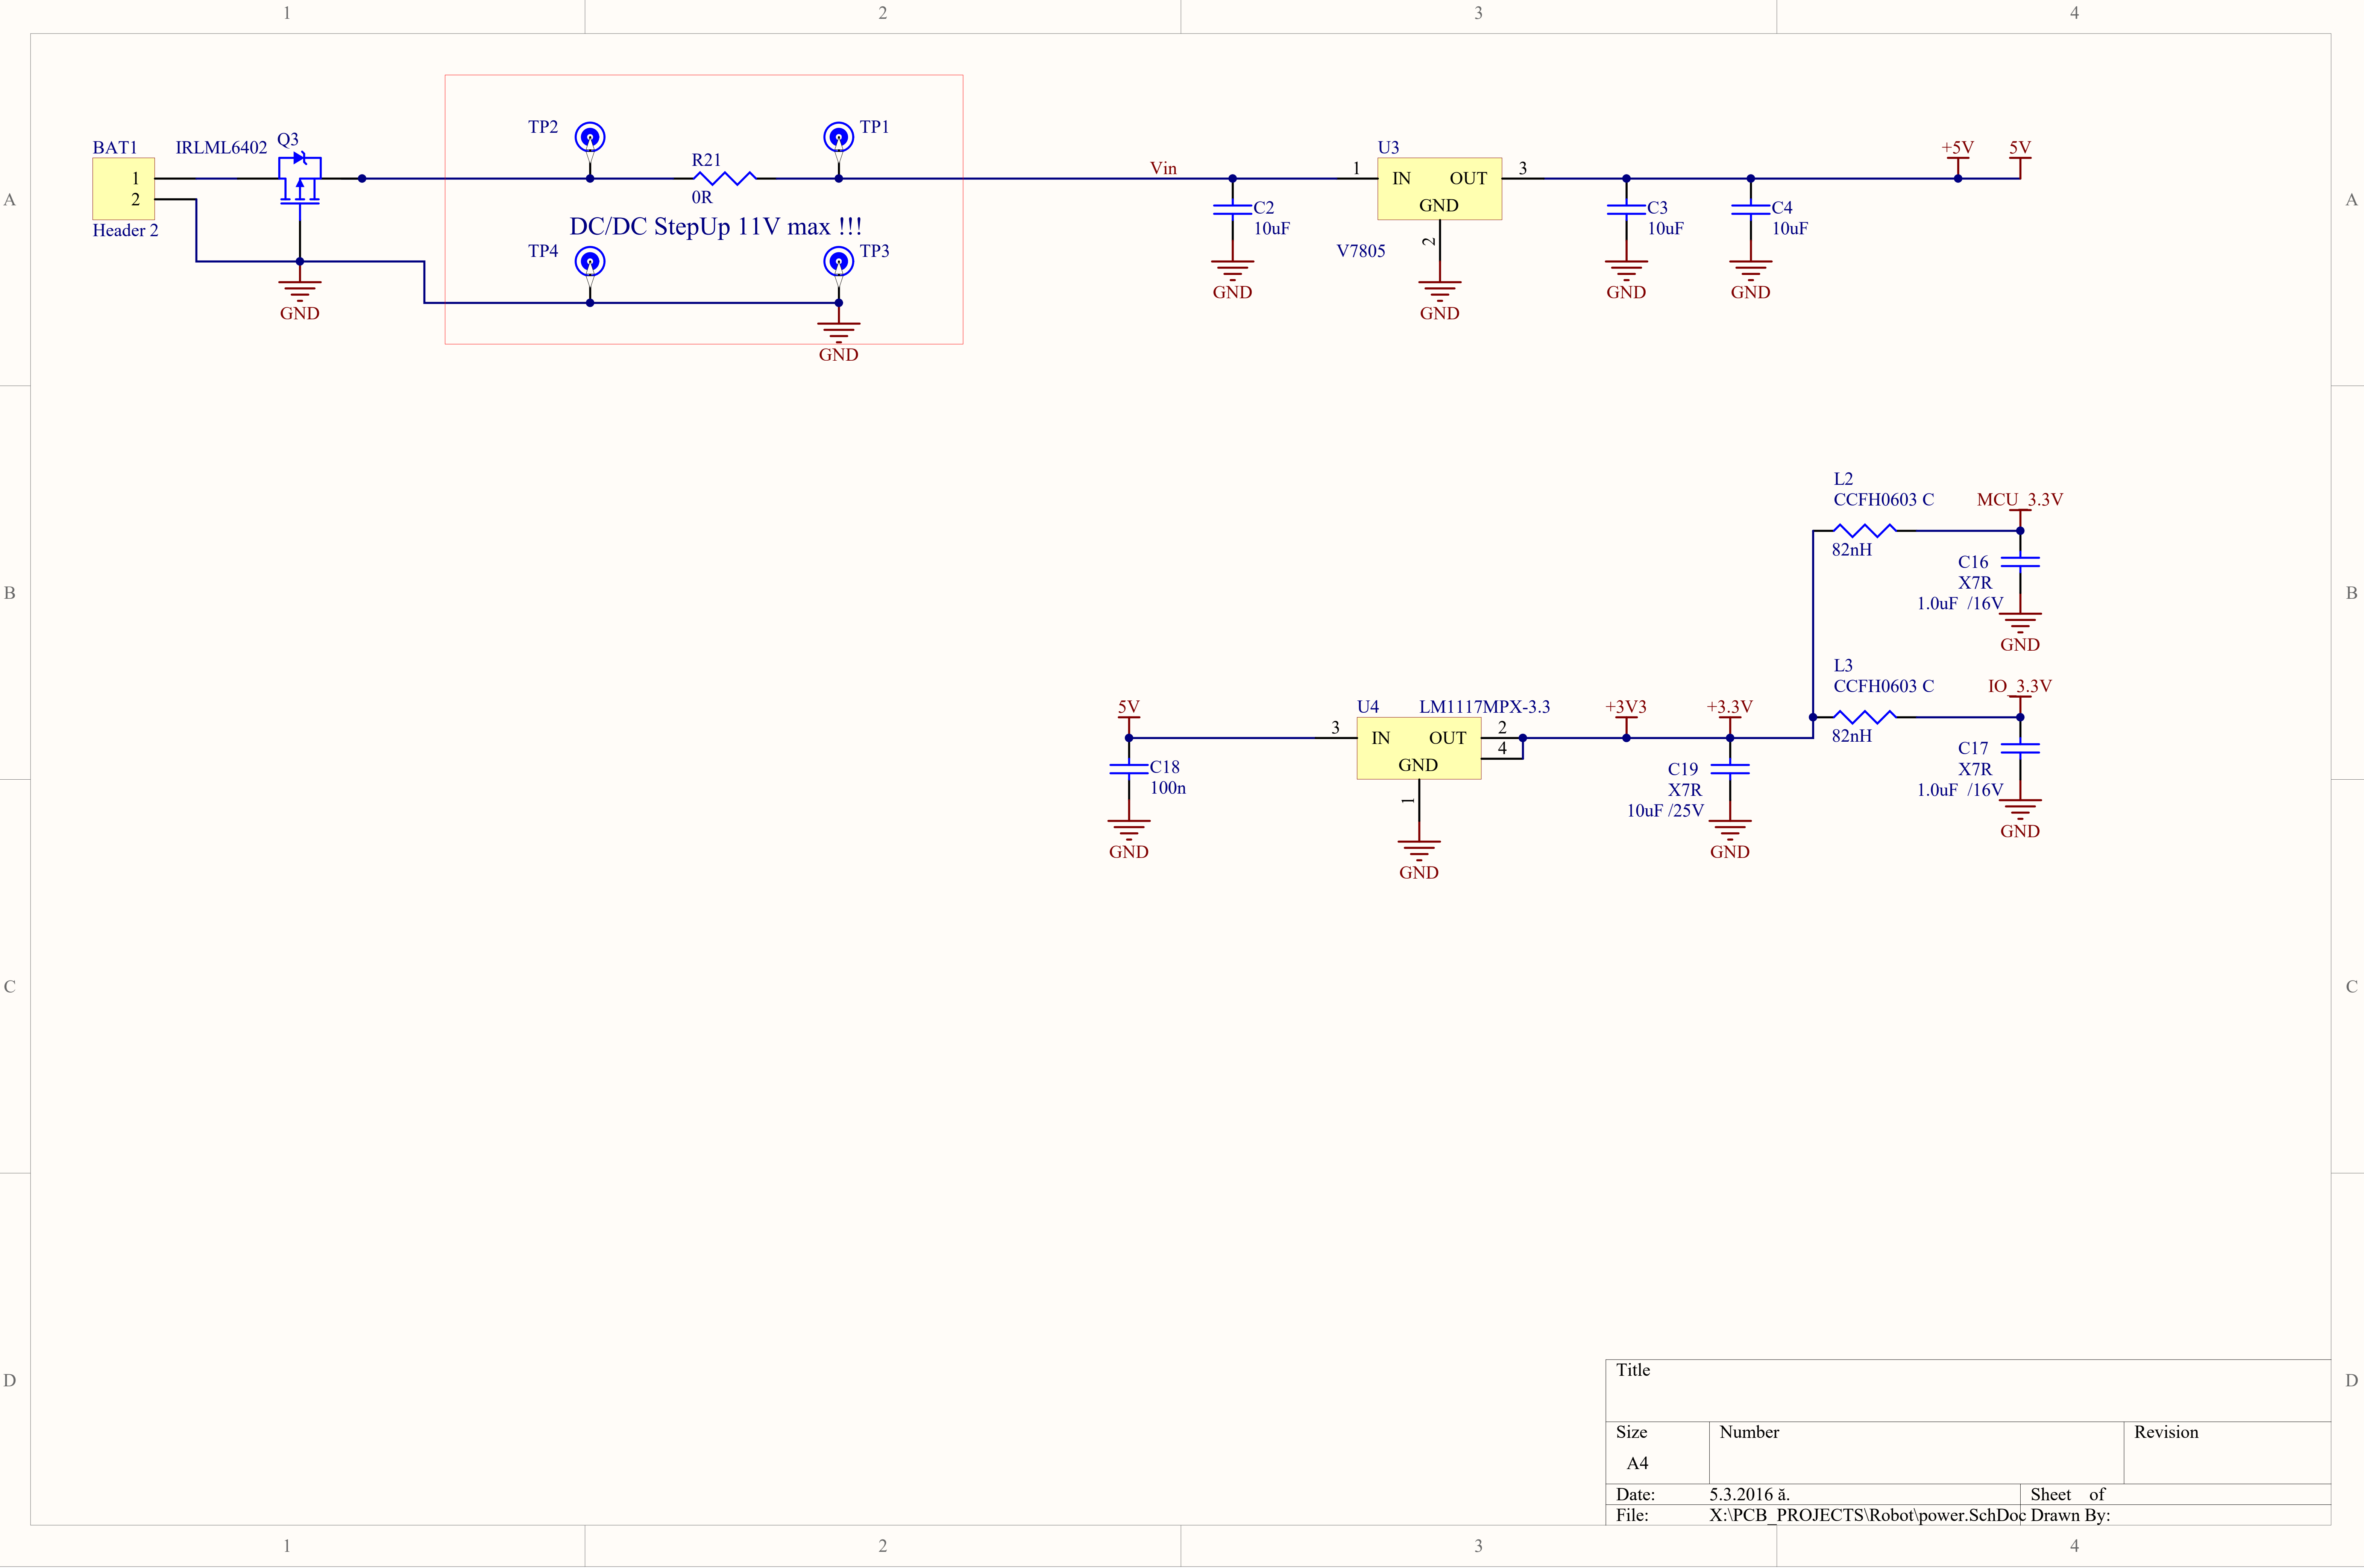 1 2 3 4
A A
BAT1
IRLML6402
Q3
1
2
Header 2
GND
TP2
TP1
R21
0R
DC/DC StepUp 11V max !!!
TP4
TP3
GND
Vin
C2
10uF
GND
U3
1
IN OUT
3
GND
2
V7805
GND
C3
10uF
GND
C4
10uF
GND
+5V
5V
B B
L2
CCFH0603 C
82nH
MCU_3.3V
C16
X7R
1.0uF /16V
GND
L3
CCFH0603 C
82nH
IO_3.3V
C17
X7R
1.0uF /16V
GND
5V
C18
100n
GND
U4
LM1117MPX-3.3
3
IN OUT
2
4
GND
1
GND
+3V3
+3.3V
C19
X7R
10uF /25V
GND
C C
D D
Title
Size
A4
Number
Revision
Date: 5.3.2016 ă.
Sheet of
File: X:\PCB_PROJECTS\Robot\power.SchDoc
Drawn By:
1 2 3 4